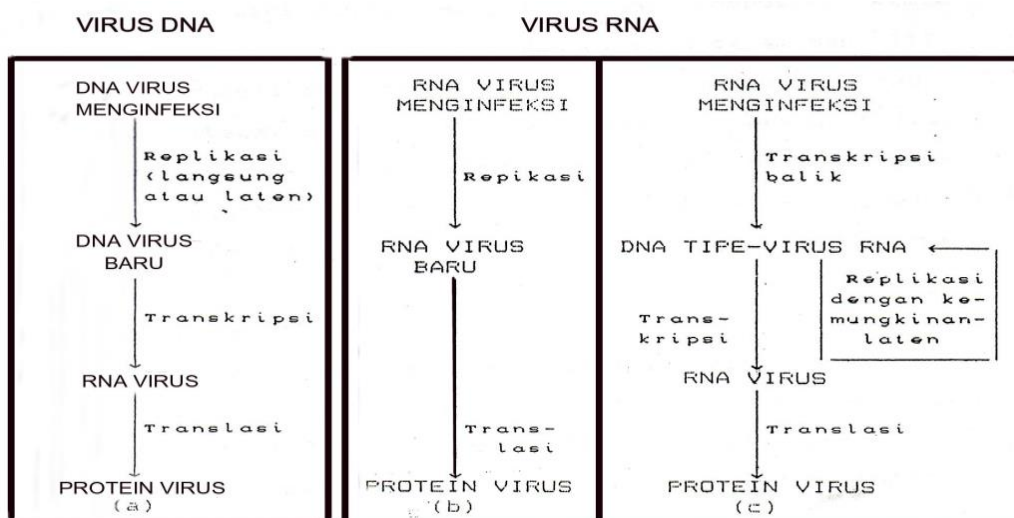 VIRUS DNA
VIRUS RNA
DNA VIRUS
MENGINFEKSI
Replikasi
(langsung
atau laten)
DNA VIRUS
BARU
Transkripsi
RNA VIRUS
Translasi
PROTEIN VIRUS
(a)
RNA VIRUS
MENGINFEKSI
Repikasi
RNA VIRUS
BARU
Trans-
lasi
PROTEIN VIRUS
(b)
RNA VIRUS
MENGINFEKSI
Transkripsi
balik
DNA TIPE-VIRUS RNA
Replikasi
dengan ke-
mungkinan-
laten
Trans-
kripsi
RNA VIRUS
Translasi
PROTEIN VIRUS
(c)